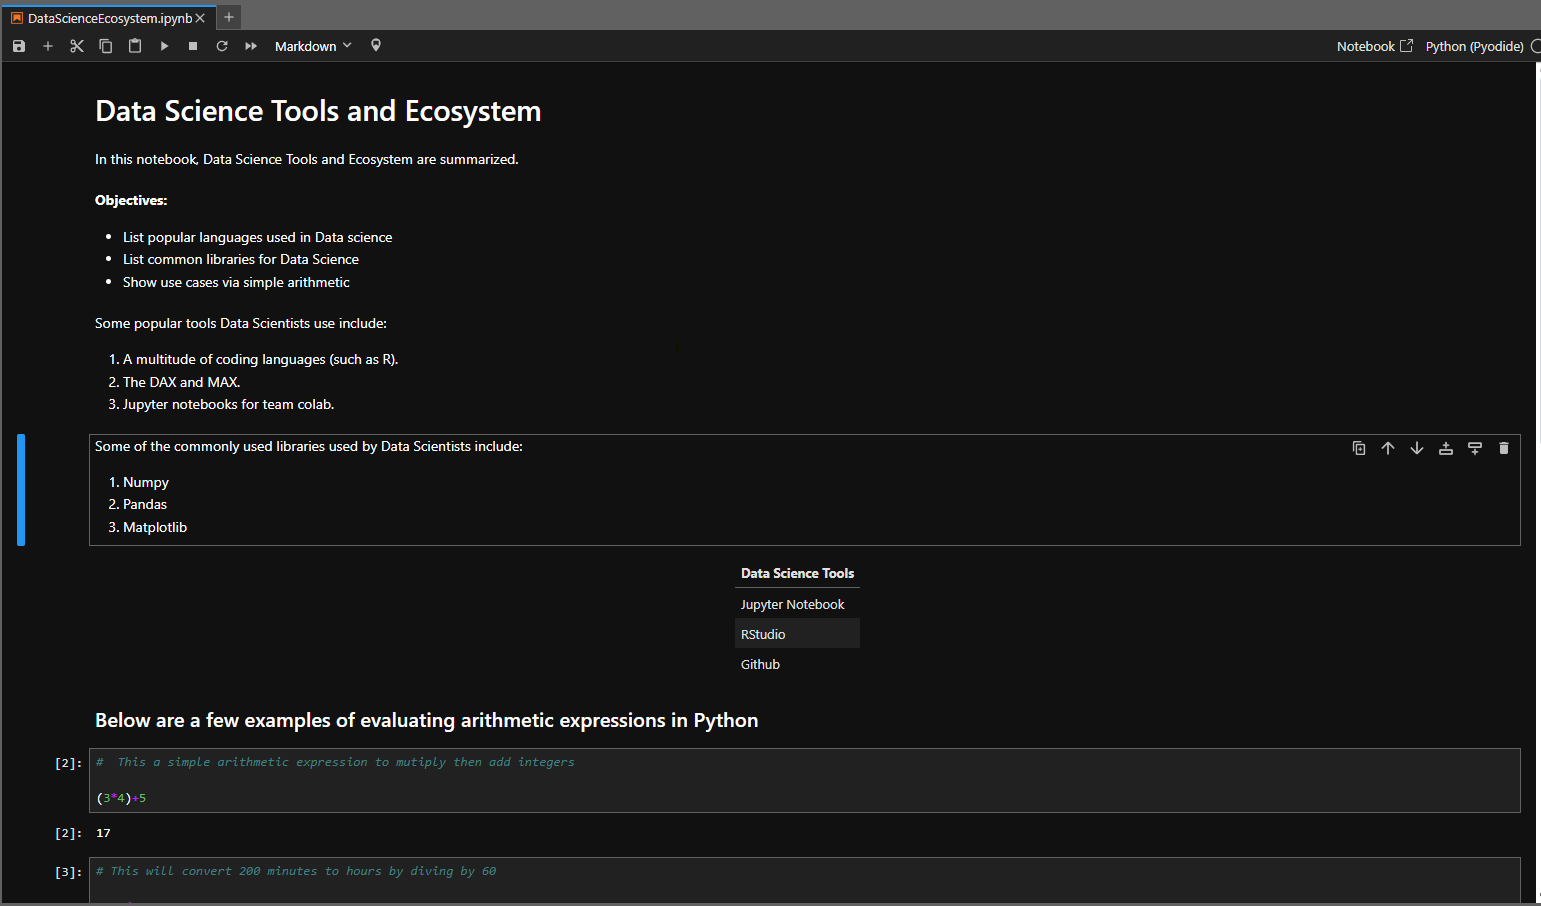 DataScienceEcosystem.ipynb
Markdown
Notebook
Python (Pyodide)
Data Science Tools and Ecosystem
In this notebook, Data Science Tools and Ecosystem are summarized.
Objectives:
• List popular languages used in Data science
• List common libraries for Data Science
• Show use cases via simple arithmetic
Some popular tools Data Scientists use include:
1. A multitude of coding languages (such as R).
2. The DAX and MAX.
3. Jupyter notebooks for team colab.
Some of the commonly used libraries used by Data Scientists include:
1. Numpy
2. Pandas
3. Matplotlib
Data Science Tools
Jupyter Notebook
RStudio
Github
Below are a few examples of evaluating arithmetic expressions in Python
[2]: #  This a simple arithmetic expression to mutiply then add integers
(3*4)+5
[2]: 17
[3]: # This will convert 200 minutes to hours by diving by 60